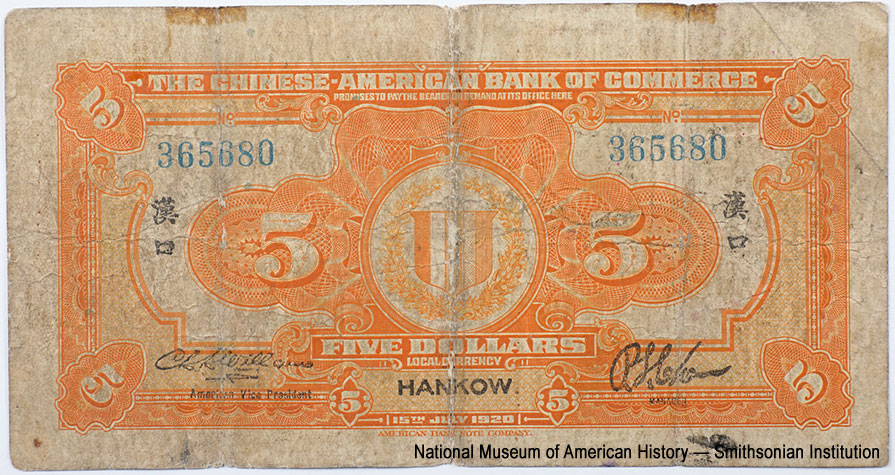 THE CHINESE-AMERICAN BANK OF COMMERCE
PROMISES TO PAY THE BEARER ON DEMAND AT ITS OFFICE HERE
5 5
No No
365680 365680
漢口 漢口
5 5
FIVE DOLLARS
LOCAL CURRENCY
HANKOW
American Vice President
5 5
5 5
15TH JULY 1920
AMERICAN BANK NOTE COMPANY.
National Museum of American History — Smithsonian Institution